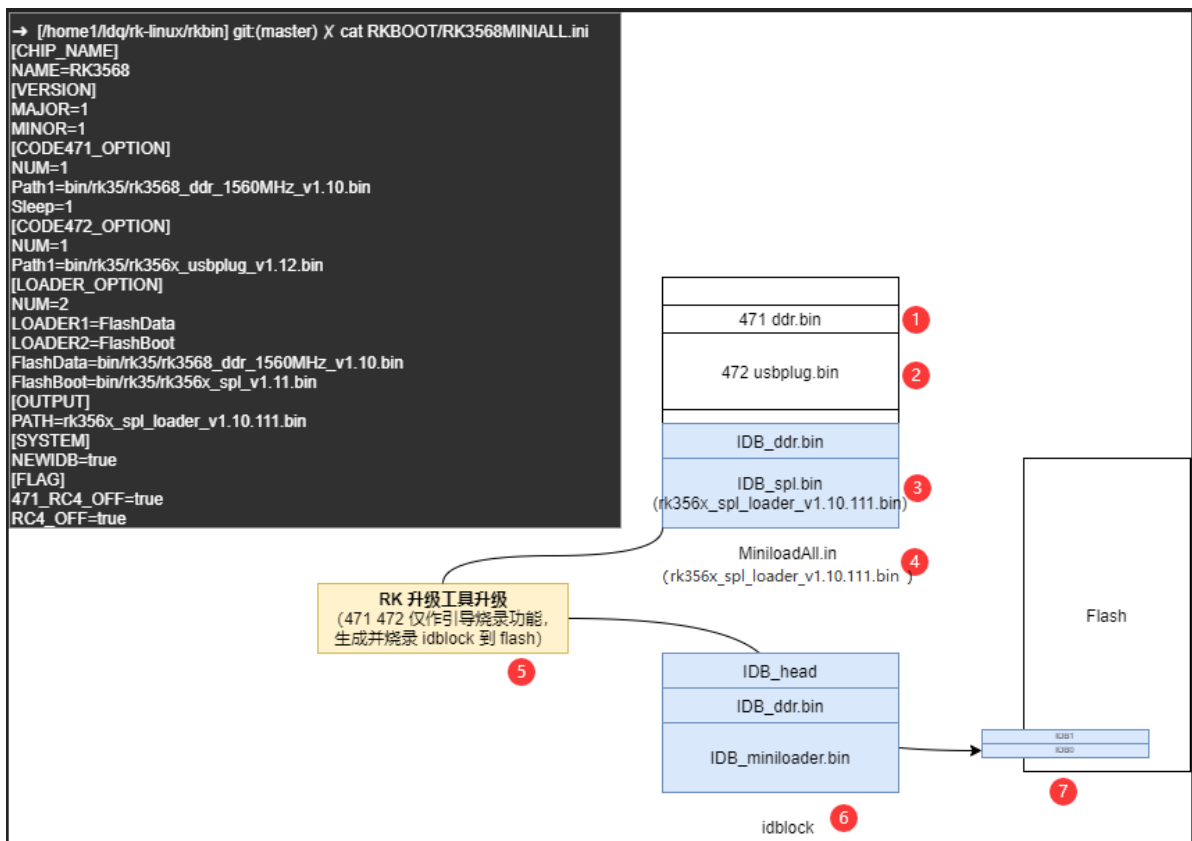 → [/home1/ldq/rk-linux/rkbin] git:(master) ✗ cat RKBOOT/RK3568MINIALL.ini
[CHIP_NAME]
NAME=RK3568
[VERSION]
MAJOR=1
MINOR=1
[CODE471_OPTION]
NUM=1
Path1=bin/rk35/rk3568_ddr_1560MHz_v1.10.bin
Sleep=1
[CODE472_OPTION]
NUM=1
Path1=bin/rk35/rk356x_usbplug_v1.12.bin
[LOADER_OPTION]
NUM=2
LOADER1=FlashData
LOADER2=FlashBoot
FlashData=bin/rk35/rk3568_ddr_1560MHz_v1.10.bin
FlashBoot=bin/rk35/rk356x_spl_v1.11.bin
[OUTPUT]
PATH=rk356x_spl_loader_v1.10.111.bin
[SYSTEM]
NEWIDB=true
[FLAG]
471_RC4_OFF=true
RC4_OFF=true
471 ddr.bin
1
472 usbplug.bin
2
IDB_ddr.bin
IDB_spl.bin
(rk356x_spl_loader_v1.10.111.bin)
3
MiniloadAll.in
(rk356x_spl_loader_v1.10.111.bin )
4
RK 升级工具升级
(471 472 仅作引导烧录功能，
生成并烧录 idblock 到 flash)
5
IDB_head
IDB_ddr.bin
IDB_miniloader.bin
idblock
6
Flash
IDB1
IDB0
7